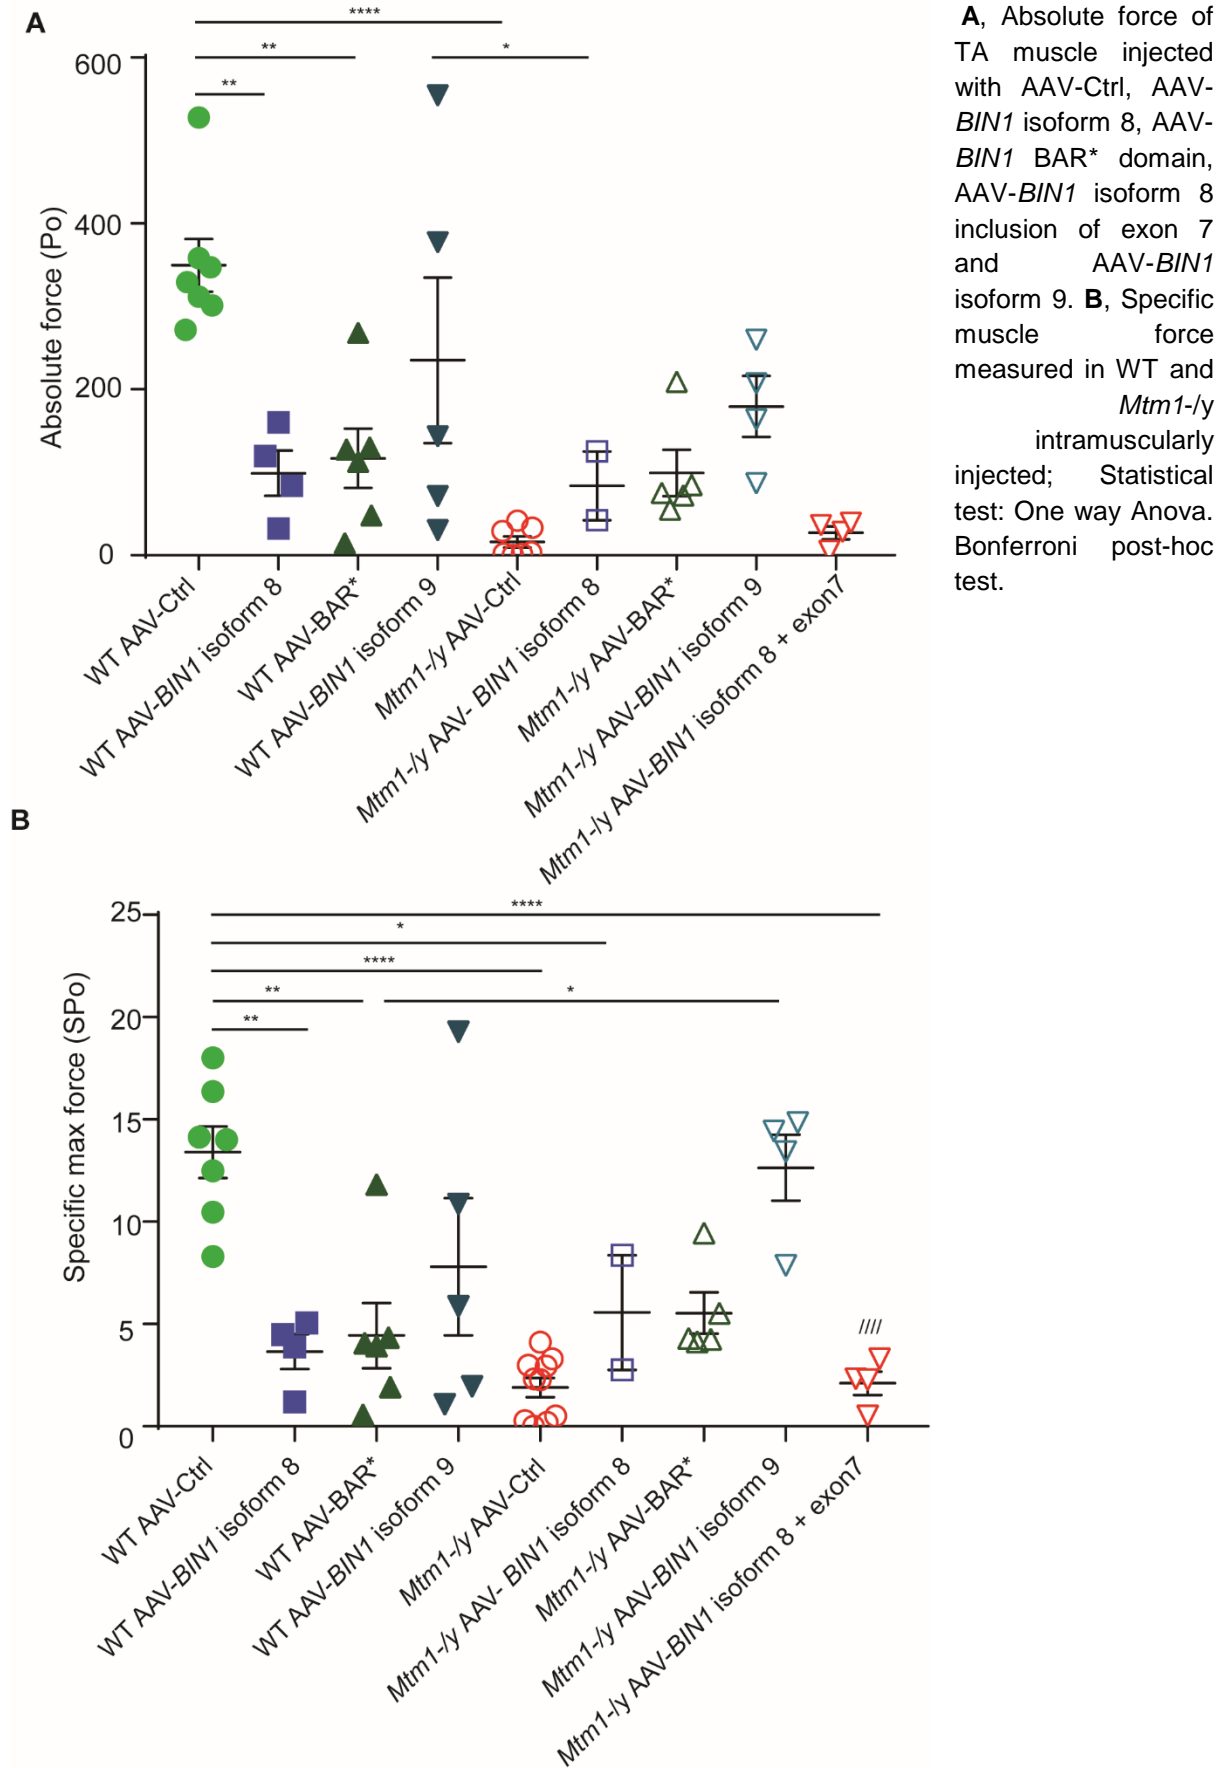 A
****
**
*
**
600
400
200
0
Absolute force (Po)
WT AAV-Ctrl
WT AAV-BIN1 isoform 8
WT AAV-BAR*
WT AAV-BIN1 isoform 9
Mtm1-/y AAV-Ctrl
Mtm1-/y AAV- BIN1 isoform 8
Mtm1-/y AAV-BAR*
Mtm1-/y AAV-BIN1 isoform 9
Mtm1-/y AAV-BIN1 isoform 8 + exon7
A, Absolute force of
TA muscle injected
with AAV-Ctrl, AAV-
BIN1 isoform 8, AAV-
BIN1 BAR* domain,
AAV-BIN1 isoform 8
inclusion of exon 7
and AAV-BIN1
isoform 9. B, Specific
muscle force
measured in WT and
Mtm1-/y
intramuscularly
injected; Statistical
test: One way Anova.
Bonferroni post-hoc
test.
B
****
*
****
**
*
**
25
20
15
10
5
0
Specific max force (SPo)
////
WT AAV-Ctrl
WT AAV-BIN1 isoform 8
WT AAV-BAR*
WT AAV-BIN1 isoform 9
Mtm1-/y AAV-Ctrl
Mtm1-/y AAV- BIN1 isoform 8
Mtm1-/y AAV-BAR*
Mtm1-/y AAV-BIN1 isoform 9
Mtm1-/y AAV-BIN1 isoform 8 + exon7